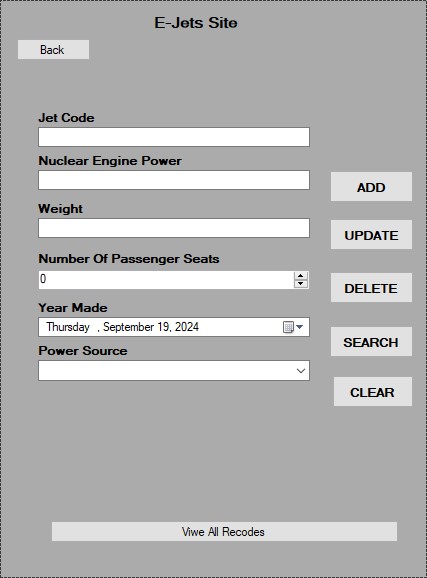 E-Jets Site
Back
Jet Code
Nuclear Engine Power
ADD
Weight
UPDATE
Number Of Passenger Seats
0
DELETE
Year Made
Thursday , September 19, 2024
SEARCH
Power Source
CLEAR
Viwe All Recodes